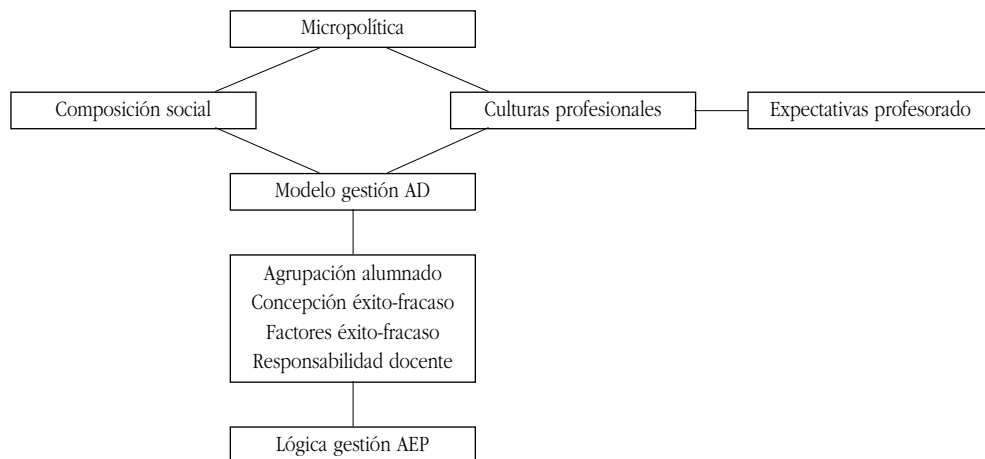 Micropolítica
Composición social
Culturas profesionales
Expectativas profesorado
Modelo gestión AD
Agrupación alumnado
Concepción éxito-fracaso
Factores éxito-fracaso
Responsabilidad docente
Lógica gestión AEP